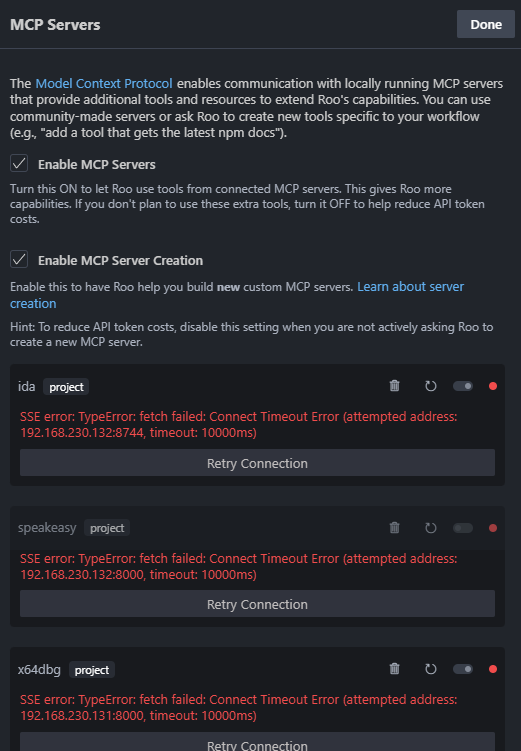 MCP Servers
Done
The Model Context Protocol enables communication with locally running MCP servers
that provide additional tools and resources to extend Roo's capabilities. You can use
community-made servers or ask Roo to create new tools specific to your workflow
(e.g., "add a tool that gets the latest npm docs").
Enable MCP Servers
Turn this ON to let Roo use tools from connected MCP servers. This gives Roo more
capabilities. If you don't plan to use these extra tools, turn it OFF to help reduce API token
costs.
Enable MCP Server Creation
Enable this to have Roo help you build new custom MCP servers. Learn about server
creation
Hint: To reduce API token costs, disable this setting when you are not actively asking Roo to
create a new MCP server.
ida project
SSE error: TypeError: fetch failed: Connect Timeout Error (attempted address:
192.168.230.132:8744, timeout: 10000ms)
Retry Connection
speakeasy project
SSE error: TypeError: fetch failed: Connect Timeout Error (attempted address:
192.168.230.132:8000, timeout: 10000ms)
Retry Connection
x64dbg project
SSE error: TypeError: fetch failed: Connect Timeout Error (attempted address:
192.168.230.131:8000, timeout: 10000ms)
Retry Connection